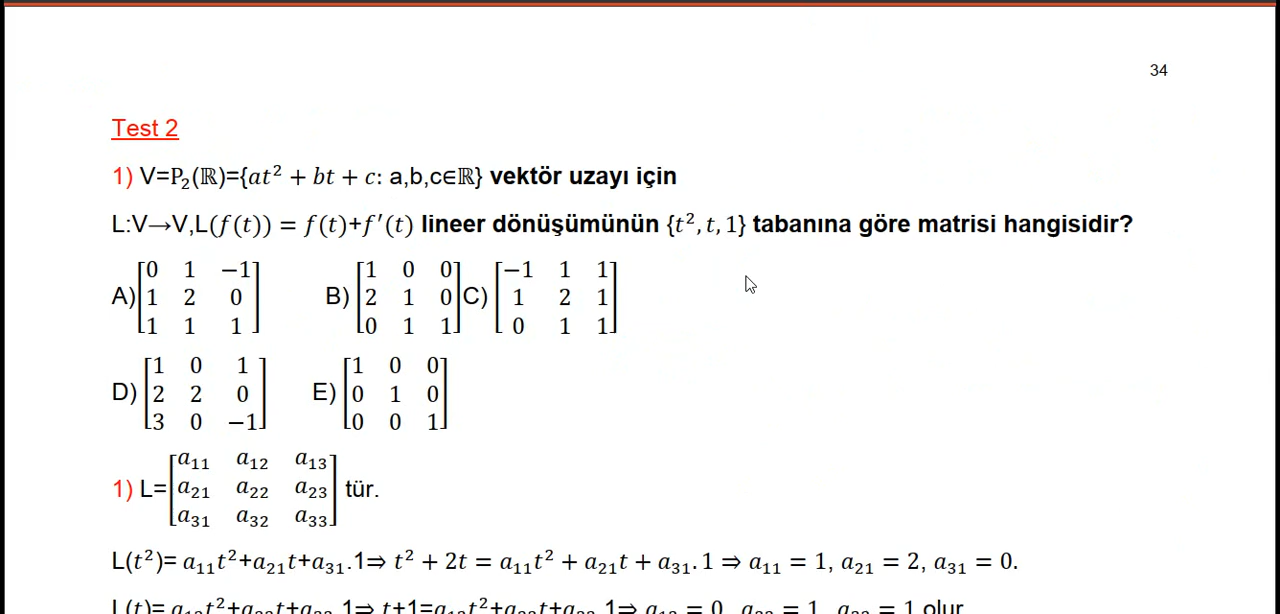 34
Test 2
1) V=P₂(ℝ)={at² + bt + c: a,b,c∈ℝ} vektör uzayı için
L:V→V,L(f(t)) = f(t)+f′(t) lineer dönüşümünün {t², t, 1} tabanına göre matrisi hangisidir?
A) [0 1 −1; 1 2 0; 1 1 1] B) [1 0 0; 2 1 0; 0 1 1] C) [−1 1 1; 1 2 1; 0 1 1]
D) [1 0 1; 2 2 0; 3 0 −1] E) [1 0 0; 0 1 0; 0 0 1]
1) L= [a₁₁ a₁₂ a₁₃; a₂₁ a₂₂ a₂₃; a₃₁ a₃₂ a₃₃] tür.
L(t²)= a₁₁t²+a₂₁t+a₃₁.1⇒ t² + 2t = a₁₁t² + a₂₁t + a₃₁.1 ⇒ a₁₁ = 1, a₂₁ = 2, a₃₁ = 0.